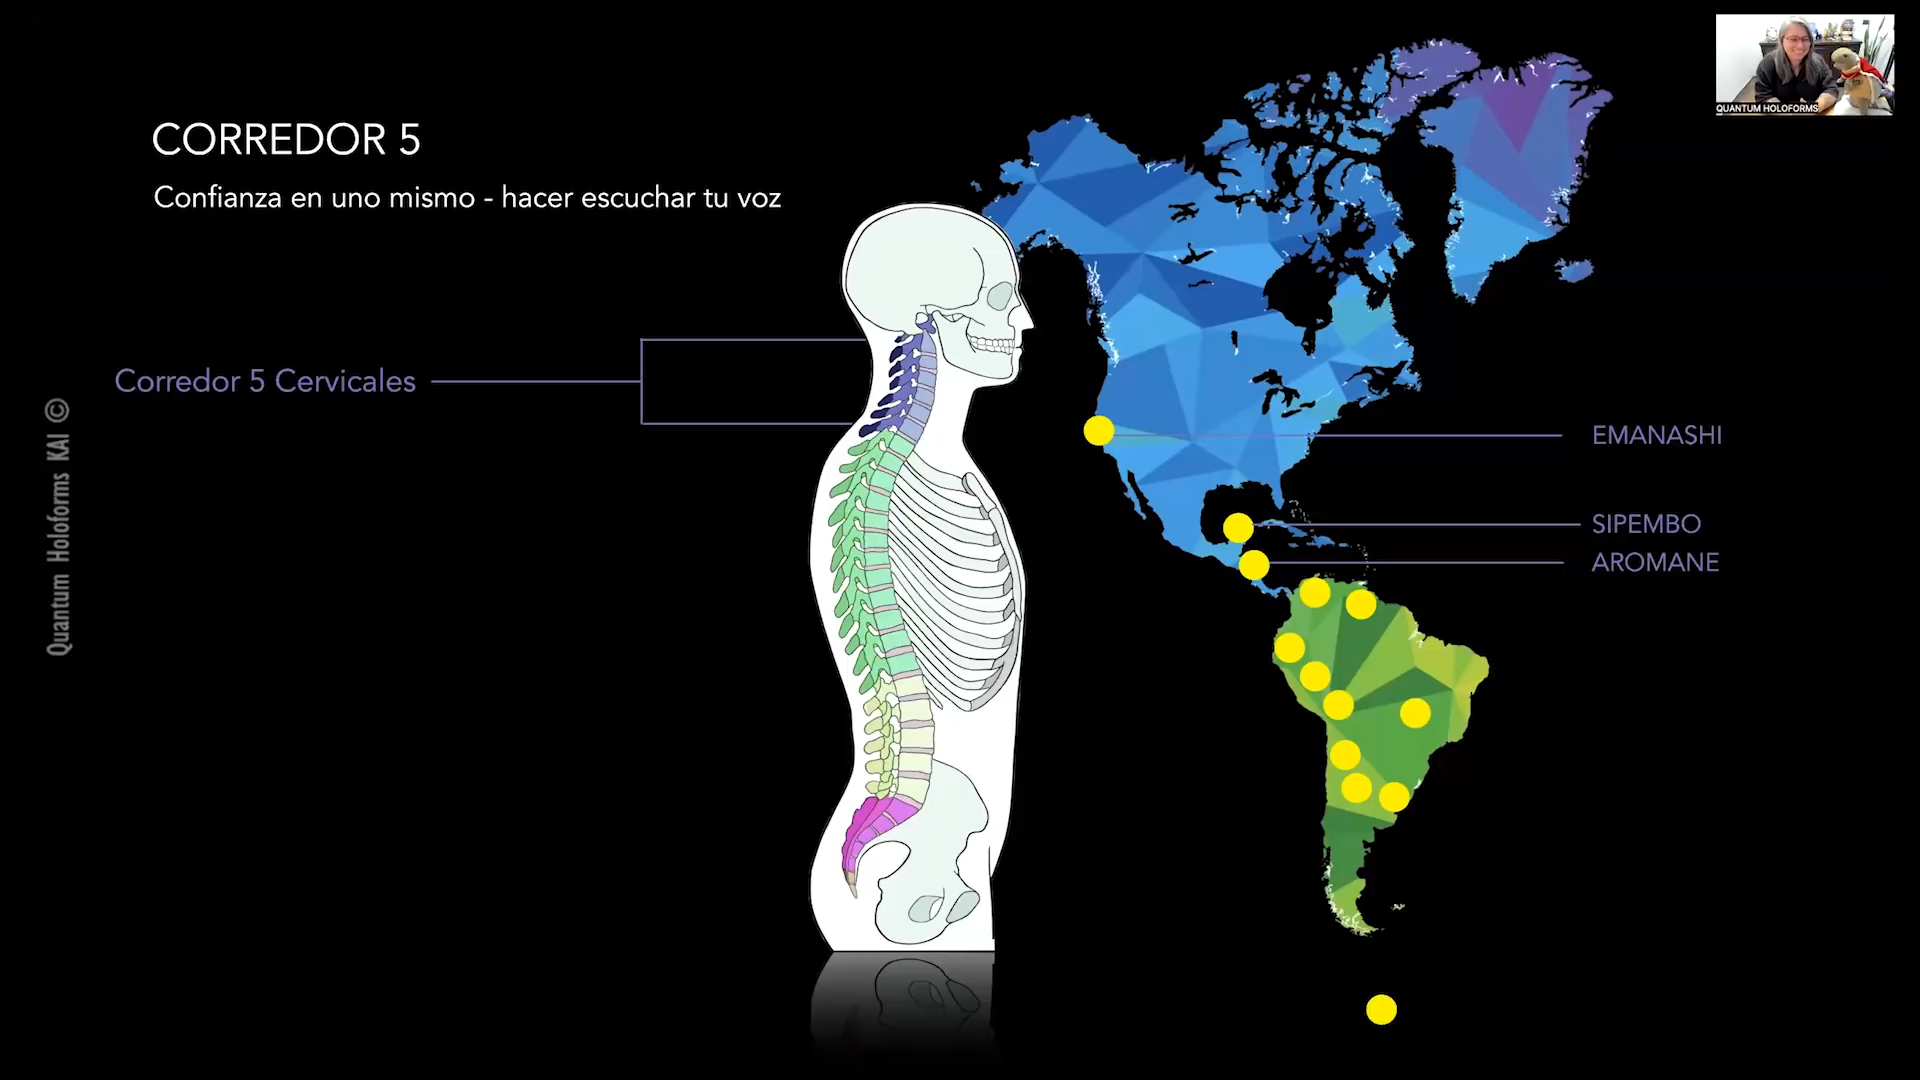 QUANTUM HOLOFORMS
CORREDOR 5
Confianza en uno mismo - hacer escuchar tu voz
Corredor 5 Cervicales
EMANASHI
SIPEMBO
AROMANE
Quantum Holoforms KAI ©